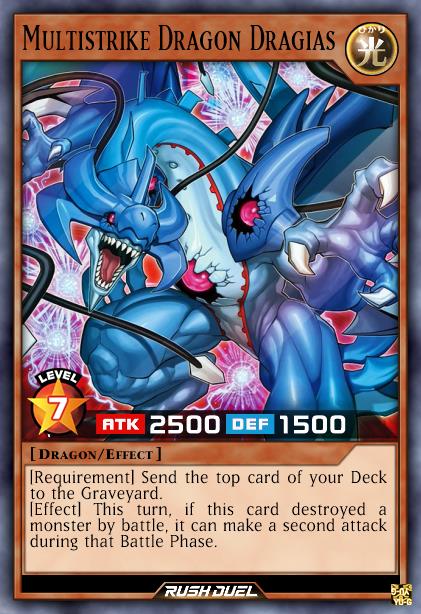 MULTISTRIKE DRAGON DRAGIAS
ひかり
光
LEVEL
7
ATK 2500 DEF 1500
[DRAGON/EFFECT]
[Requirement] Send the top card of your Deck
to the Graveyard.
[Effect] This turn, if this card destroyed a
monster by battle, it can make a second attack
during that Battle Phase.
RUSH DUEL